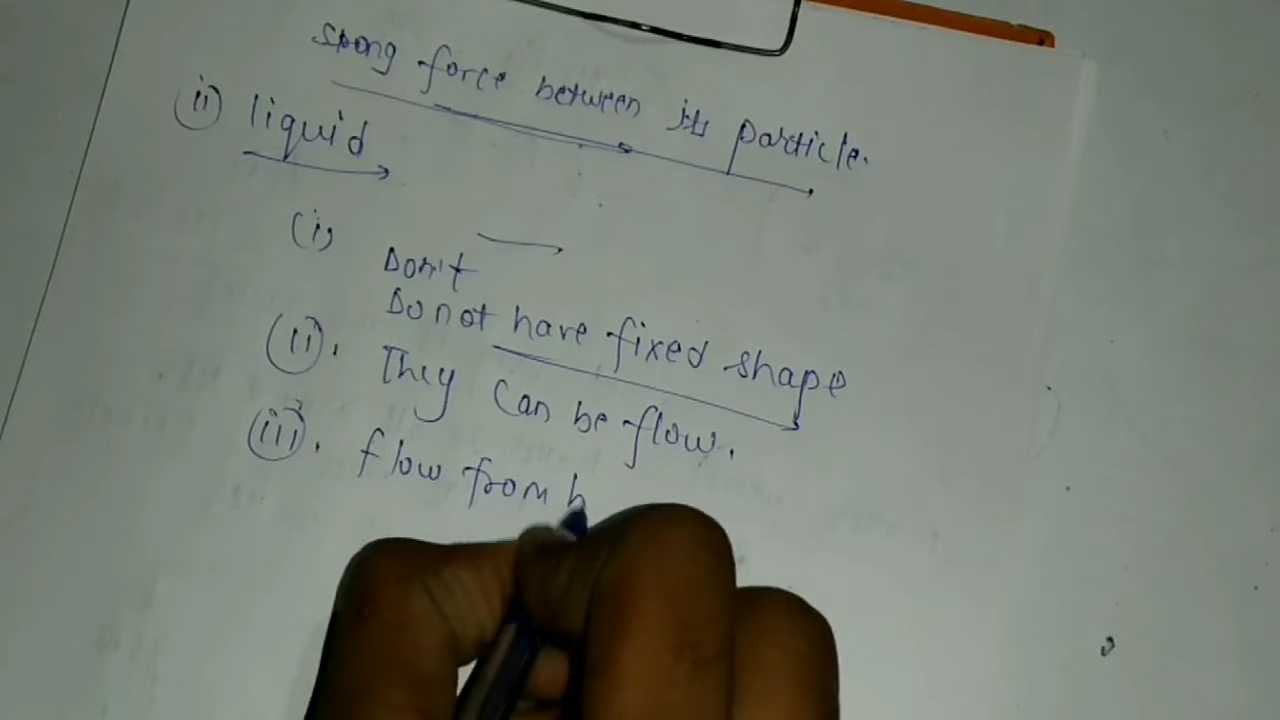 strong force between its particle.
(ii) liquid
(i)
Don't
Do not have fixed shape
(ii). They can be flow.
(iii). flow from h